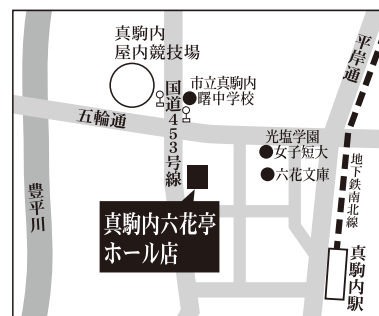 真駒内
屋内競技場
市立真駒内
曙中学校
国道453号線
平岸通
五輪通
光塩学園
女子短大
六花文庫
地下鉄南北線
豊平川
真駒内六花亭
ホール店
真駒内駅